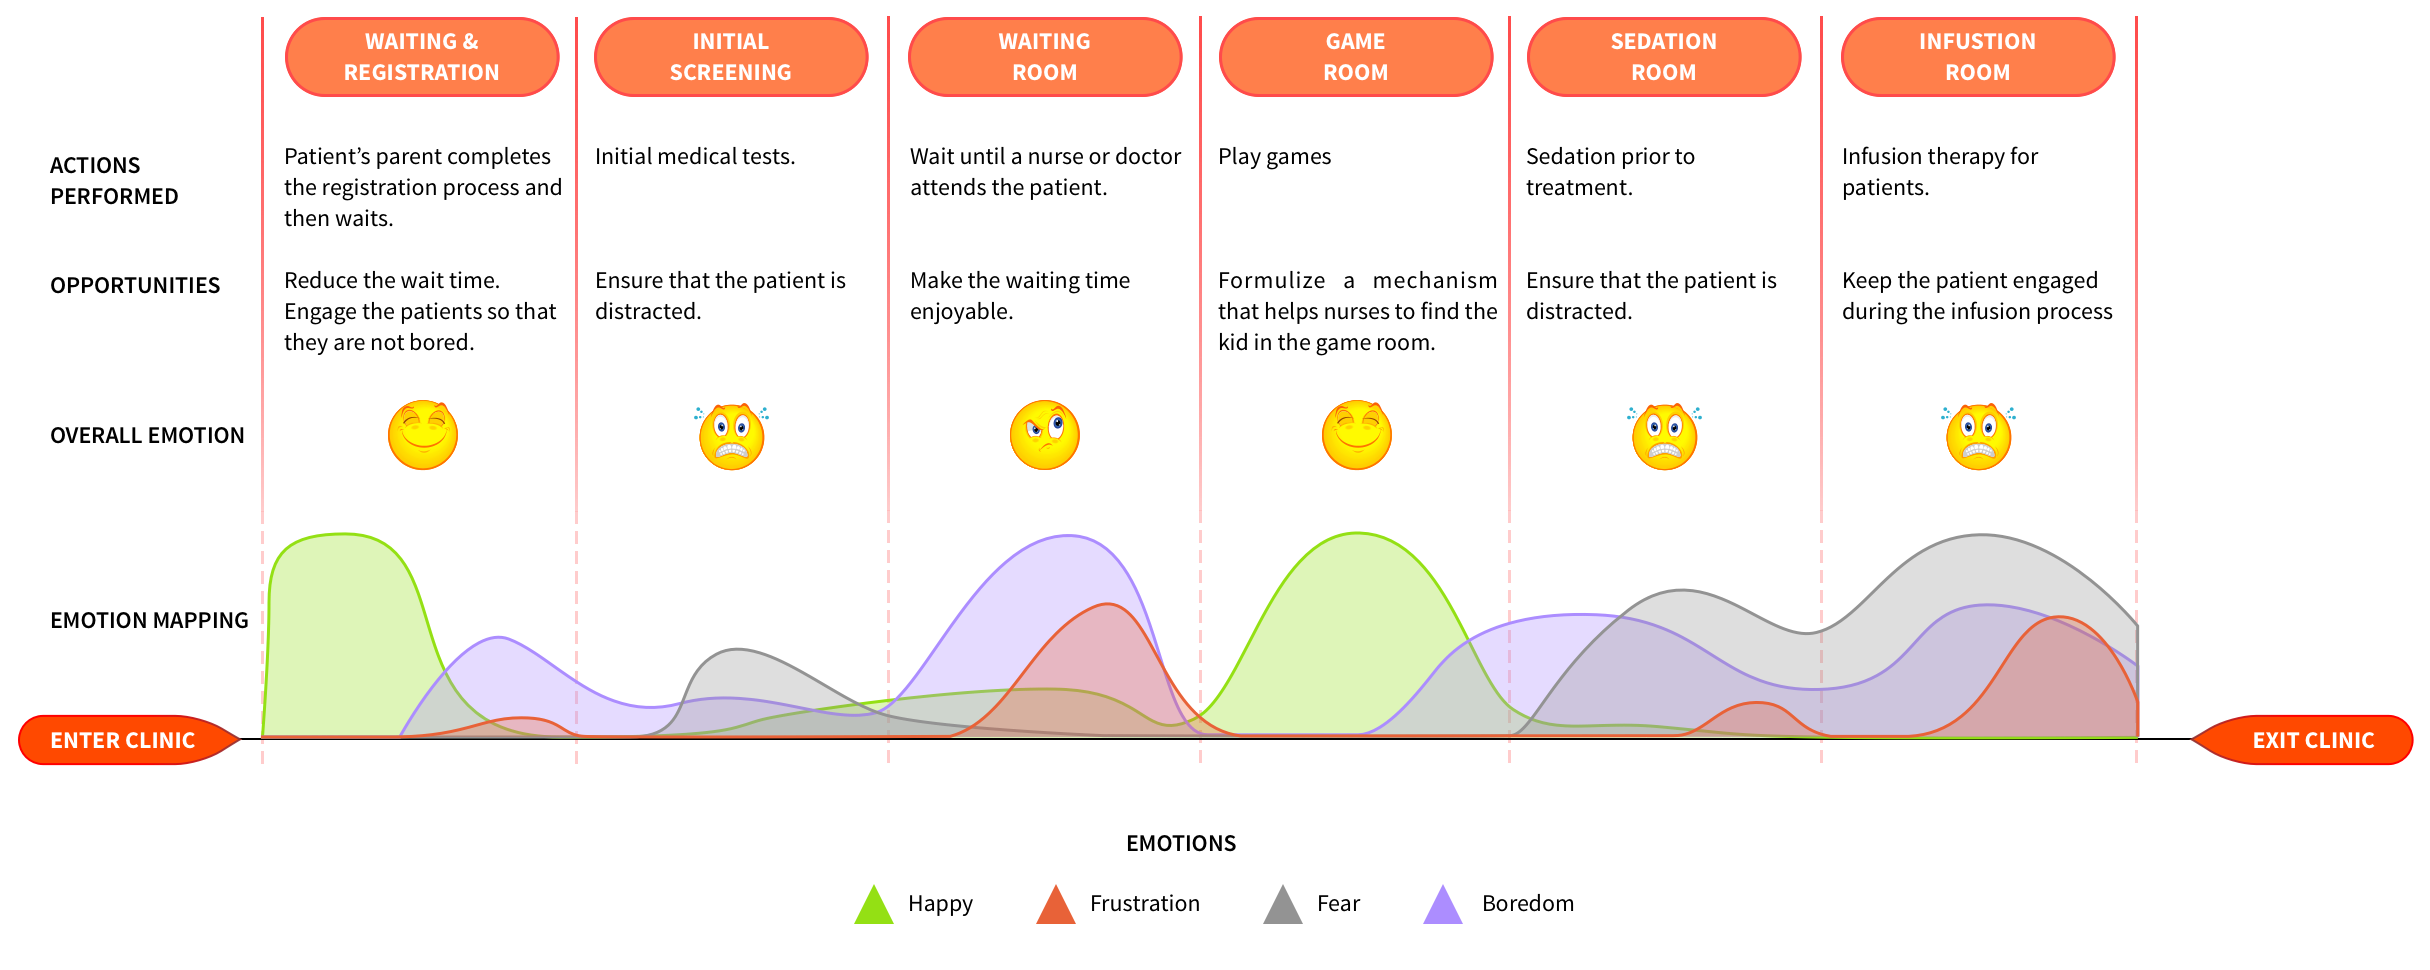 WAITING &
REGISTRATION
INITIAL
SCREENING
WAITING
ROOM
GAME
ROOM
SEDATION
ROOM
INFUSTION
ROOM
ACTIONS
PERFORMED
Patient’s parent completes
the registration process and
then waits.
Initial medical tests.
Wait until a nurse or doctor
attends the patient.
Play games
Sedation prior to
treatment.
Infusion therapy for
patients.
OPPORTUNITIES
Reduce the wait time.
Engage the patients so that
they are not bored.
Ensure that the patient is
distracted.
Make the waiting time
enjoyable.
Formulize a mechanism
that helps nurses to find the
kid in the game room.
Ensure that the patient is
distracted.
Keep the patient engaged
during the infusion process
OVERALL EMOTION
EMOTION MAPPING
ENTER CLINIC
EXIT CLINIC
EMOTIONS
Happy
Frustration
Fear
Boredom